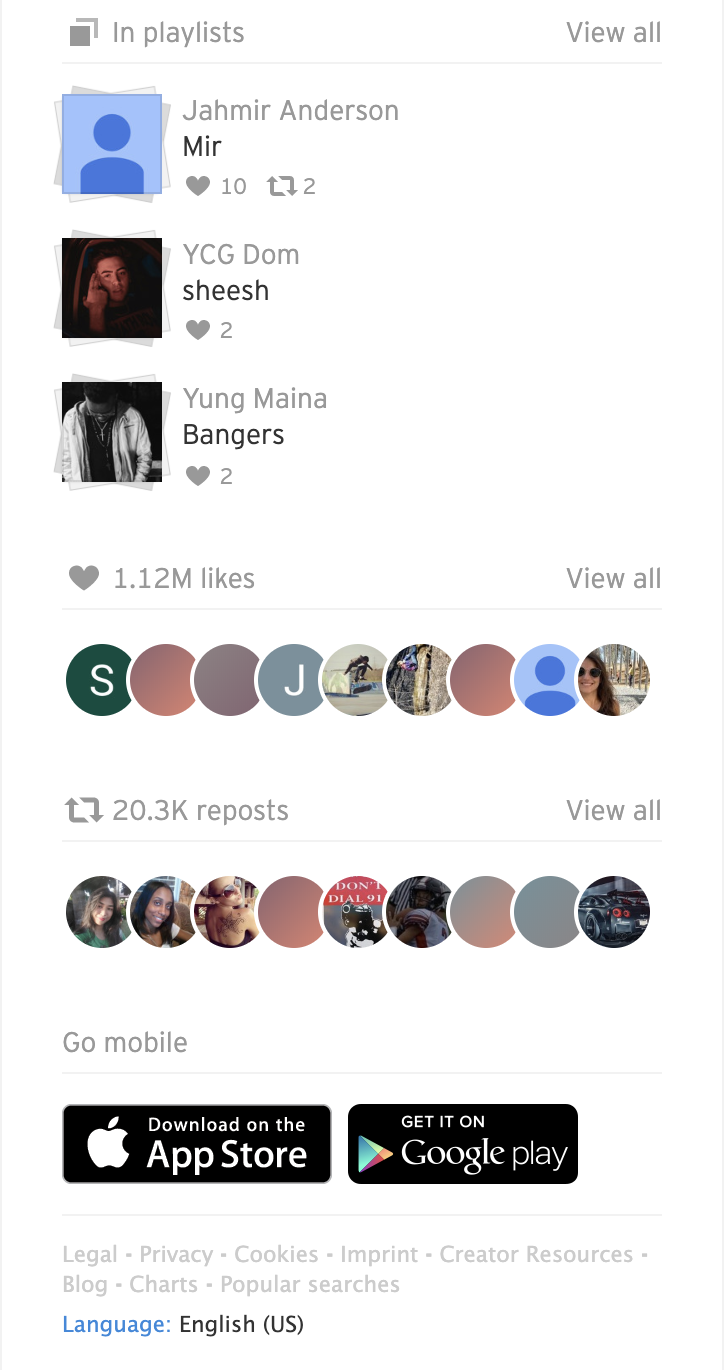 In playlists View all
Jahmir Anderson
Mir
10 2
YCG Dom
sheesh
2
Yung Maina
Bangers
2
1.12M likes View all
S J
20.3K reposts View all
DON'T
DIAL 91
Go mobile
Download on the
App Store
GET IT ON
Google play
Legal - Privacy - Cookies - Imprint - Creator Resources -
Blog - Charts - Popular searches
Language: English (US)